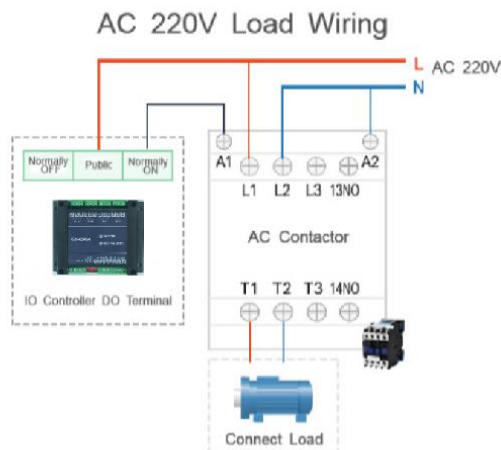 AC 220V Load Wiring
L AC 220V
N
Normally OFF Public Normally ON
A1 A2
L1 L2 L3 13NO
AC Contactor
IO Controller DO Terminal
T1 T2 T3 14NO
Connect Load